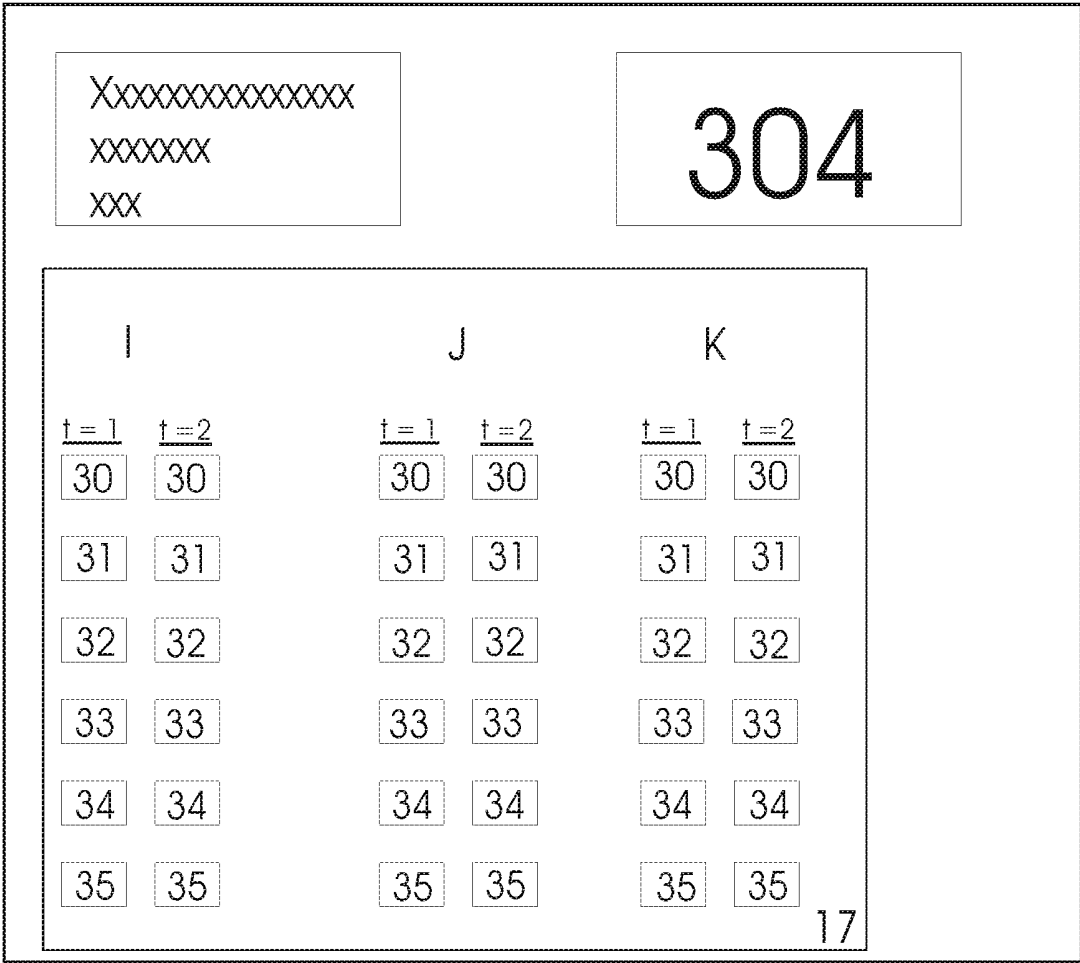 Xxxxxxxxxxxxxxxx
xxxxxxx
xxx
304
I J K
t = 1 t = 2 t = 1 t = 2 t = 1 t = 2
30 30 30 30 30 30
31 31 31 31 31 31
32 32 32 32 32 32
33 33 33 33 33 33
34 34 34 34 34 34
35 35 35 35 35 35
17